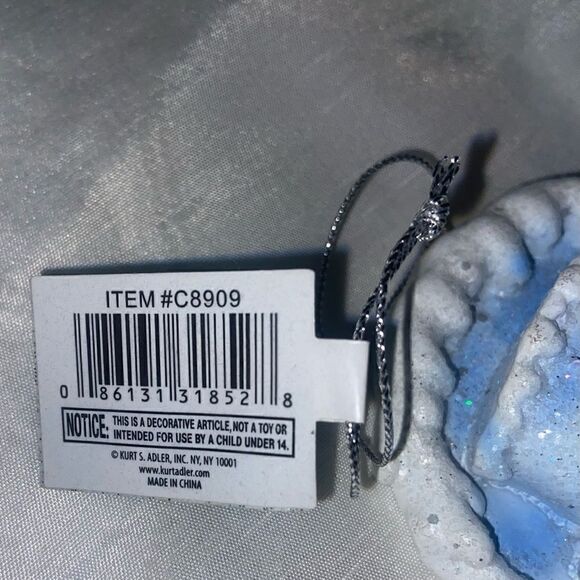 ITEM #C8909
0 86131 31852 8
NOTICE: THIS IS A DECORATIVE ARTICLE, NOT A TOY OR
INTENDED FOR USE BY A CHILD UNDER 14.
© KURT S. ADLER, INC. NY, NY 10001
www.kurtadler.com
MADE IN CHINA